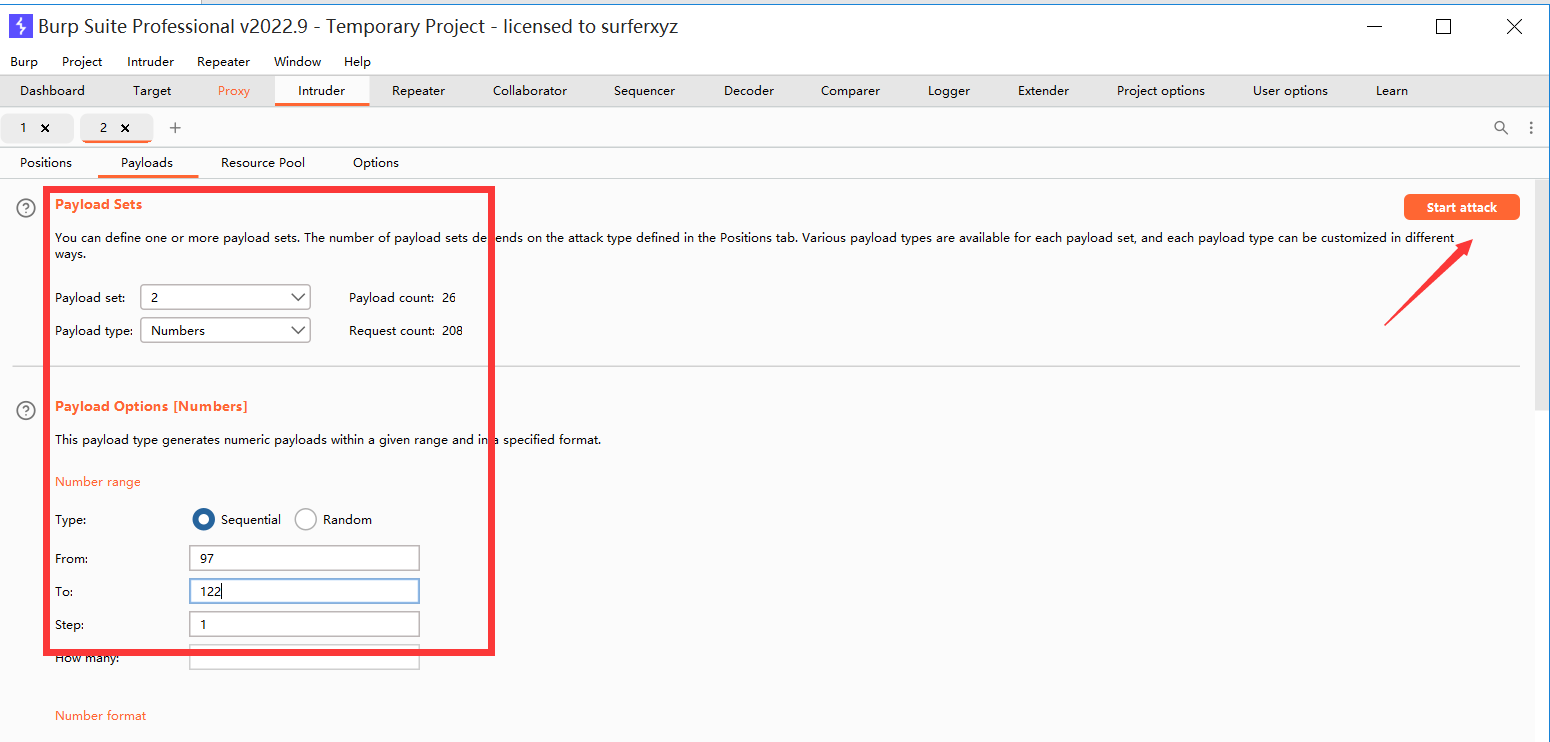 Burp Suite Professional v2022.9 - Temporary Project - licensed to surferxyz
Burp Project Intruder Repeater Window Help
Dashboard Target Proxy Intruder Repeater Collaborator Sequencer Decoder Comparer Logger Extender Project options User options Learn
1 × 2 × +
Positions Payloads Resource Pool Options
? Payload Sets
Start attack
You can define one or more payload sets. The number of payload sets depends on the attack type defined in the Positions tab. Various payload types are available for each payload set, and each payload type can be customized in different
ways.
Payload set: 2 Payload count: 26
Payload type: Numbers Request count: 208
? Payload Options [Numbers]
This payload type generates numeric payloads within a given range and in a specified format.
Number range
Type: Sequential Random
From: 97
To: 122
Step: 1
How many:
Number format